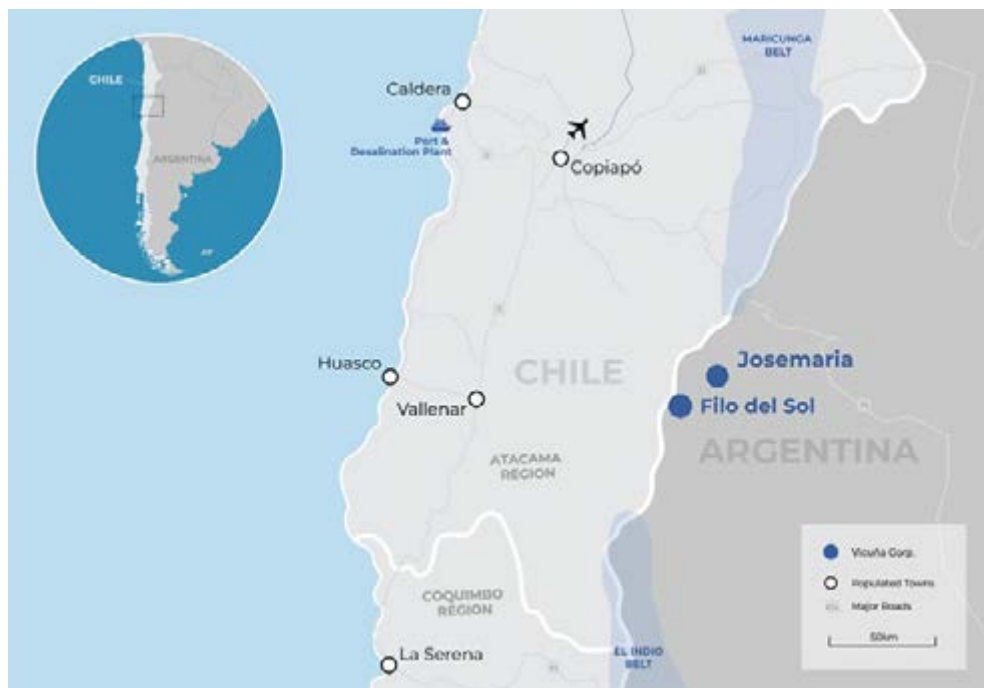 MARICUNGA
BELT
CHILE
ARGENTINA
Caldera
Port &
Desalination Plant
Copiapó
Huasco
Vallenar
CHILE
Josemaria
Filo del Sol
ARGENTINA
ATACAMA
REGION
COQUIMBO
REGION
La Serena
EL INDIO
BELT
Vicuña Corp.
Populated Towns
Major Roads
50km